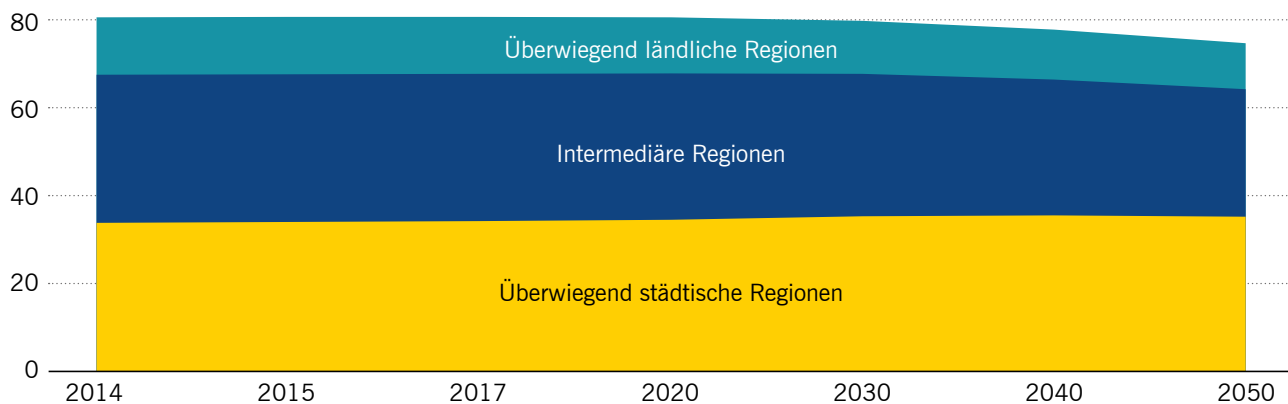 80
Überwiegend ländliche Regionen
60
Intermediäre Regionen
40
20
Überwiegend städtische Regionen
0
2014 2015 2017 2020 2030 2040 2050